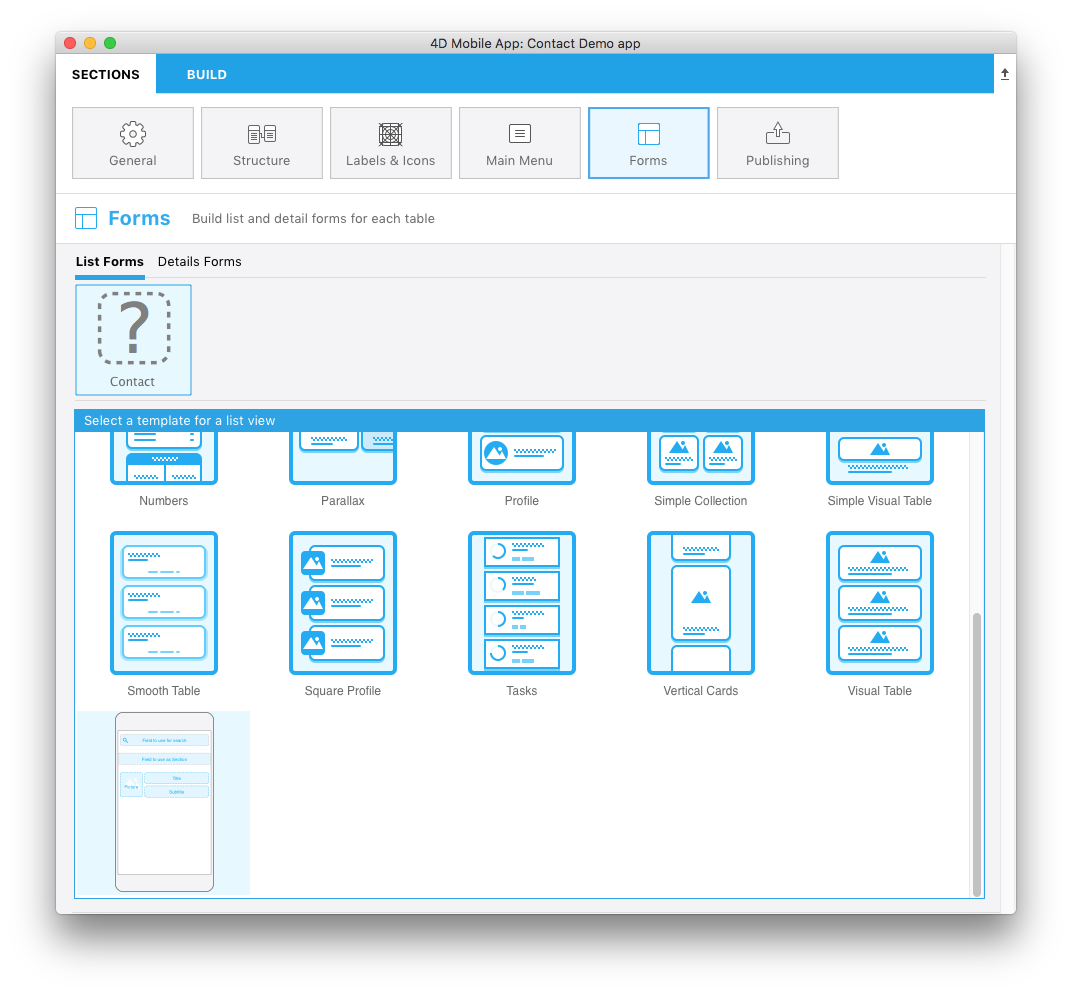 4D Mobile App: Contact Demo app
SECTIONS BUILD
General Structure Labels & Icons Main Menu Forms Publishing
Forms Build list and detail forms for each table
List Forms Details Forms
?
Contact
Select a template for a list view
Numbers Parallax Profile Simple Collection Simple Visual Table
Smooth Table Square Profile Tasks Vertical Cards Visual Table
Field to use for search
Field to use as Section
Title
Picture
Subtitle